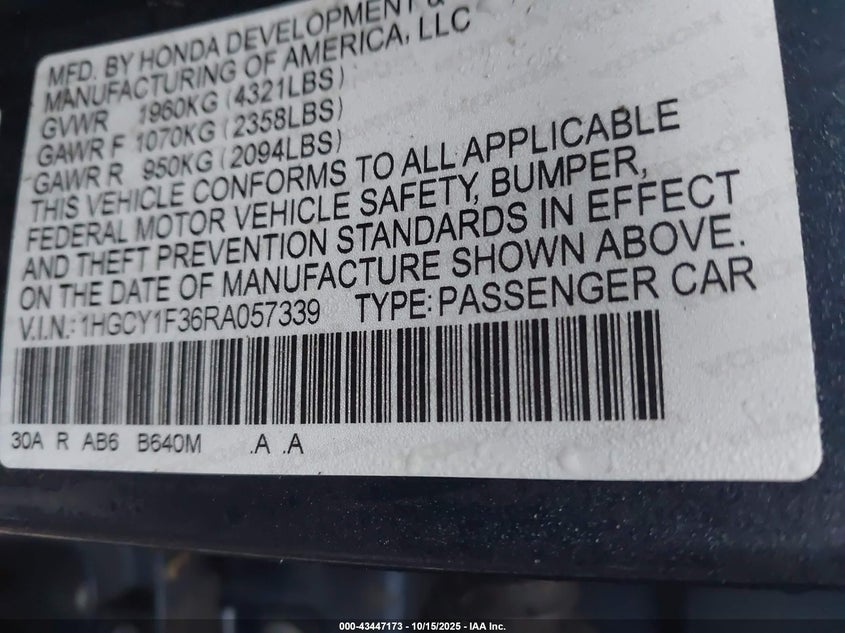 MFD. BY HONDA DEVELOPMENT &
MANUFACTURING OF AMERICA, LLC
GVWR 1960KG (4321LBS)
GAWR F 1070KG (2358LBS)
GAWR R 950KG (2094LBS)
THIS VEHICLE CONFORMS TO ALL APPLICABLE
FEDERAL MOTOR VEHICLE SAFETY, BUMPER,
AND THEFT PREVENTION STANDARDS IN EFFECT
ON THE DATE OF MANUFACTURE SHOWN ABOVE.
V.I.N.: 1HGCY1F36RA057339 TYPE: PASSENGER CAR
30A R AB6 B640M .A .A
000-43447173 - 10/15/2025 - IAA Inc.